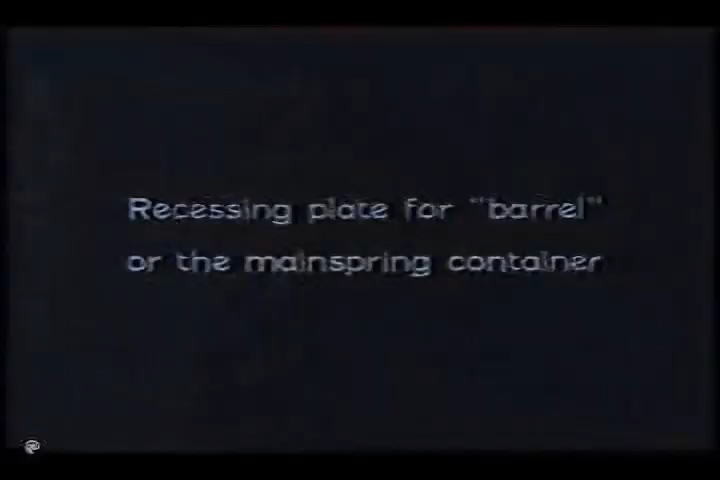 Recessing plate for "barrel"
or the mainspring container